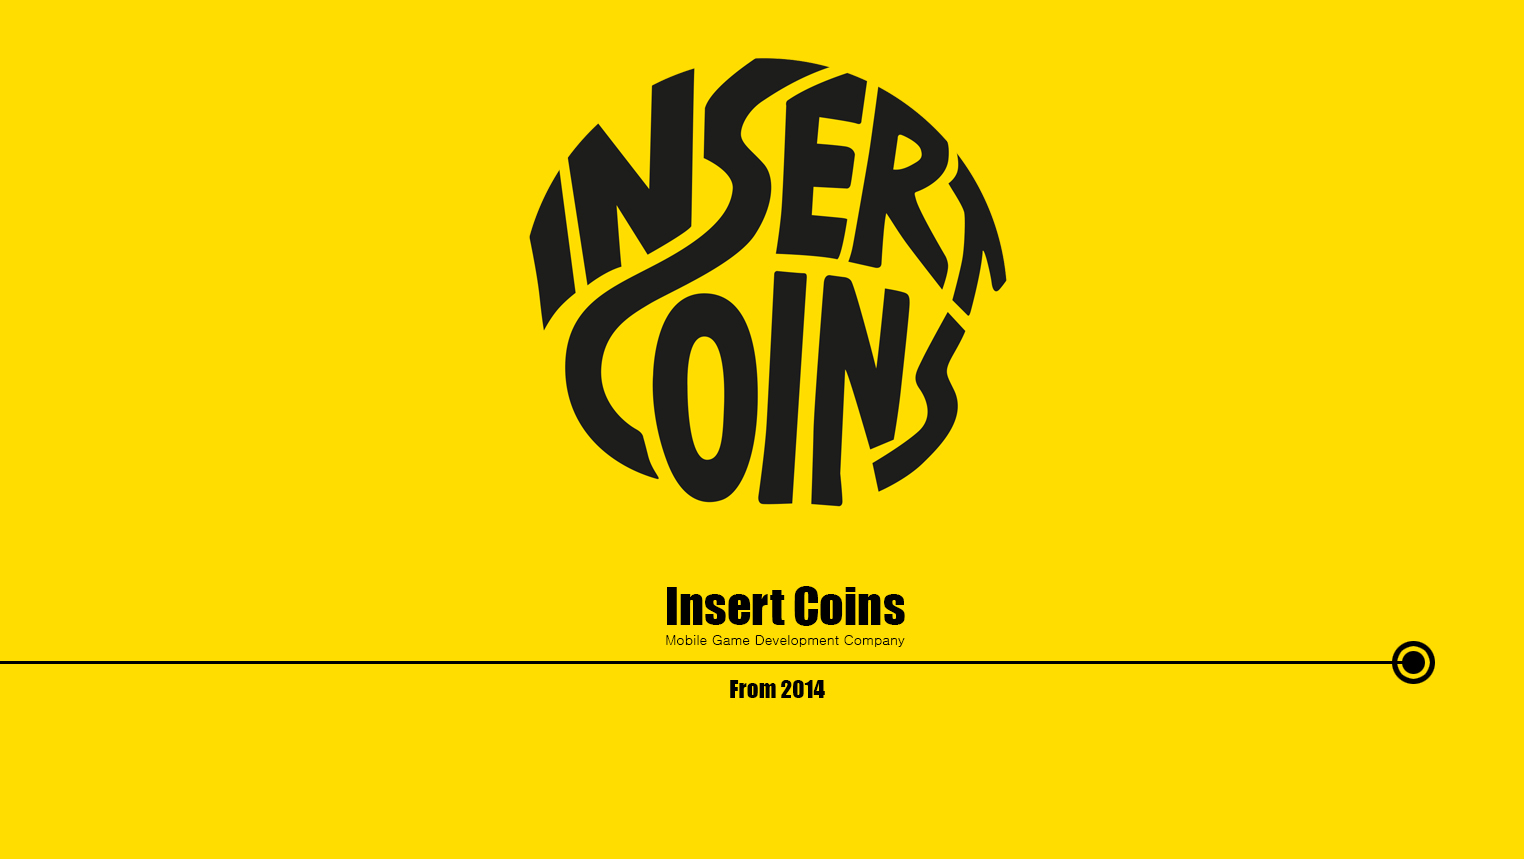 INSERT
COINS
Insert Coins
Mobile Game Development Company
From 2014